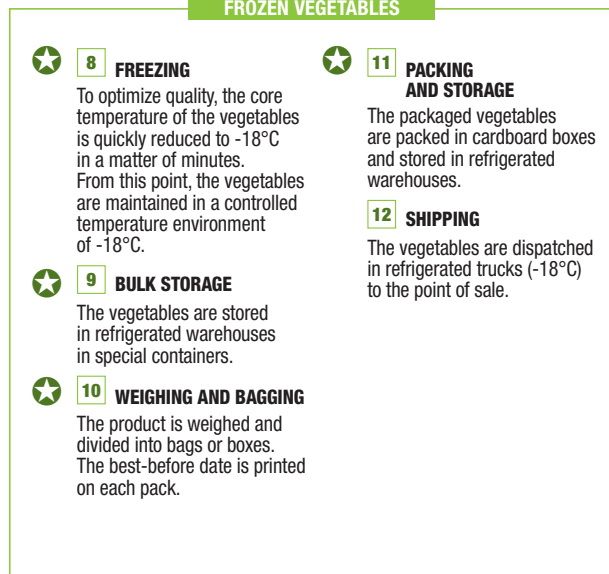 FROZEN VEGETABLES
8 FREEZING
To optimize quality, the core
temperature of the vegetables
is quickly reduced to -18°C
in a matter of minutes.
From this point, the vegetables
are maintained in a controlled
temperature environment
of -18°C.
9 BULK STORAGE
The vegetables are stored
in refrigerated warehouses
in special containers.
10 WEIGHING AND BAGGING
The product is weighed and
divided into bags or boxes.
The best-before date is printed
on each pack.
11 PACKING
AND STORAGE
The packaged vegetables
are packed in cardboard boxes
and stored in refrigerated
warehouses.
12 SHIPPING
The vegetables are dispatched
in refrigerated trucks (-18°C)
to the point of sale.